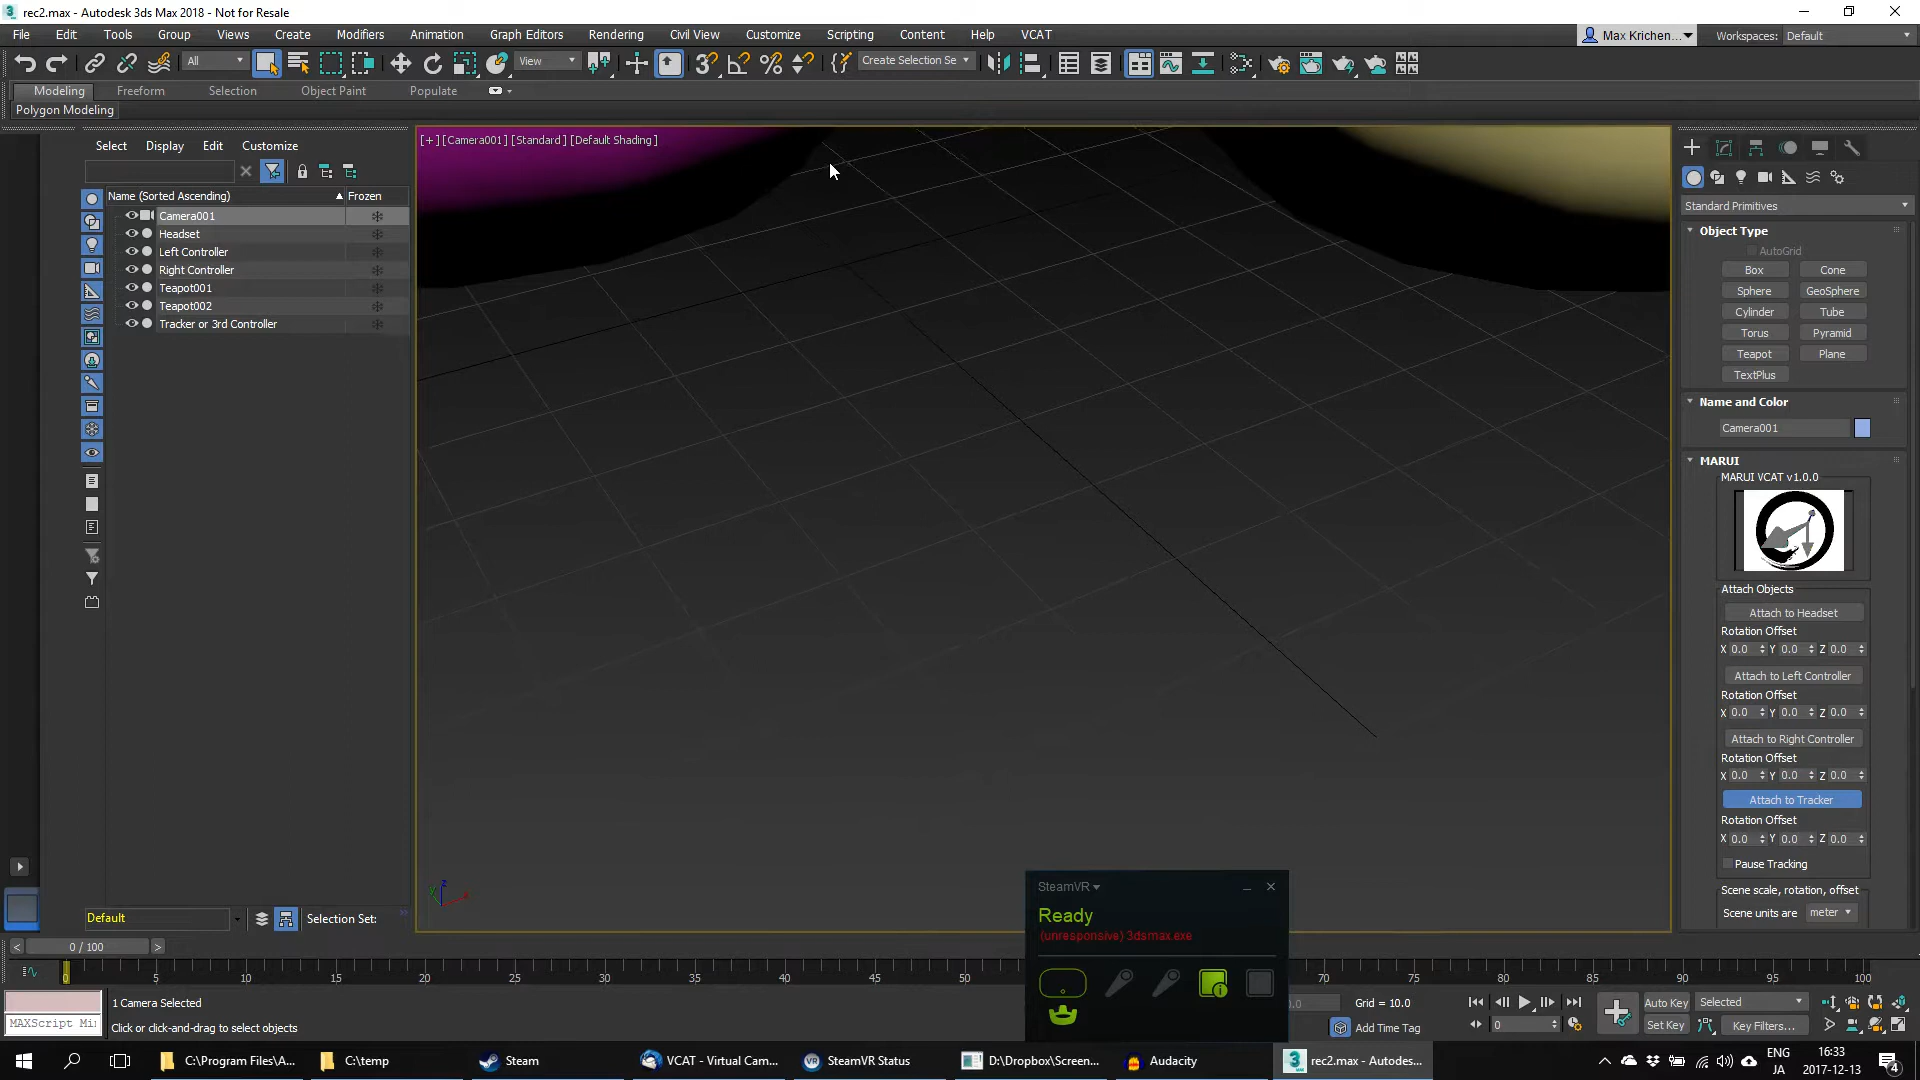 rec2.max - Autodesk 3ds Max 2018 - Not for Resale
File Edit Tools Group Views Create Modifiers Animation Graph Editors Rendering Civil View Customize Scripting Content Help VCAT
Max Krichen... Workspaces: Default
All View Create Selection Se
Modeling Freeform Selection Object Paint Populate
Polygon Modeling
Select Display Edit Customize
Name (Sorted Ascending) Frozen
Camera001
Headset
Left Controller
Right Controller
Teapot001
Teapot002
Tracker or 3rd Controller
[+] [Camera001] [Standard] [Default Shading]
Standard Primitives
Object Type
AutoGrid
Box Cone
Sphere GeoSphere
Cylinder Tube
Torus Pyramid
Teapot Plane
TextPlus
Name and Color
Camera001
MARUI
MARUI VCAT v1.0.0
Attach Objects
Attach to Headset
Rotation Offset
X 0.0 Y 0.0 Z 0.0
Attach to Left Controller
Rotation Offset
X 0.0 Y 0.0 Z 0.0
Attach to Right Controller
Rotation Offset
X 0.0 Y 0.0 Z 0.0
Attach to Tracker
Rotation Offset
X 0.0 Y 0.0 Z 0.0
Pause Tracking
Scene scale, rotation, offset
Scene units are meter
z
x
SteamVR
Ready
(unresponsive) 3dsmax.exe
Default Selection Set:
< 0 / 100 >
0 5 10 15 20 25 30 35 40 45 50 70 75 80 85 90 95 100
1 Camera Selected
Click or click-and-drag to select objects
Grid = 10.0
Add Time Tag
0
Auto Key Selected
Set Key Key Filters...
C:\Program Files\A... C:\temp Steam VCAT - Virtual Cam... SteamVR Status D:\Dropbox\Screen... Audacity rec2.max - Autodes...
ENG
JA
16:33
2017-12-13
4